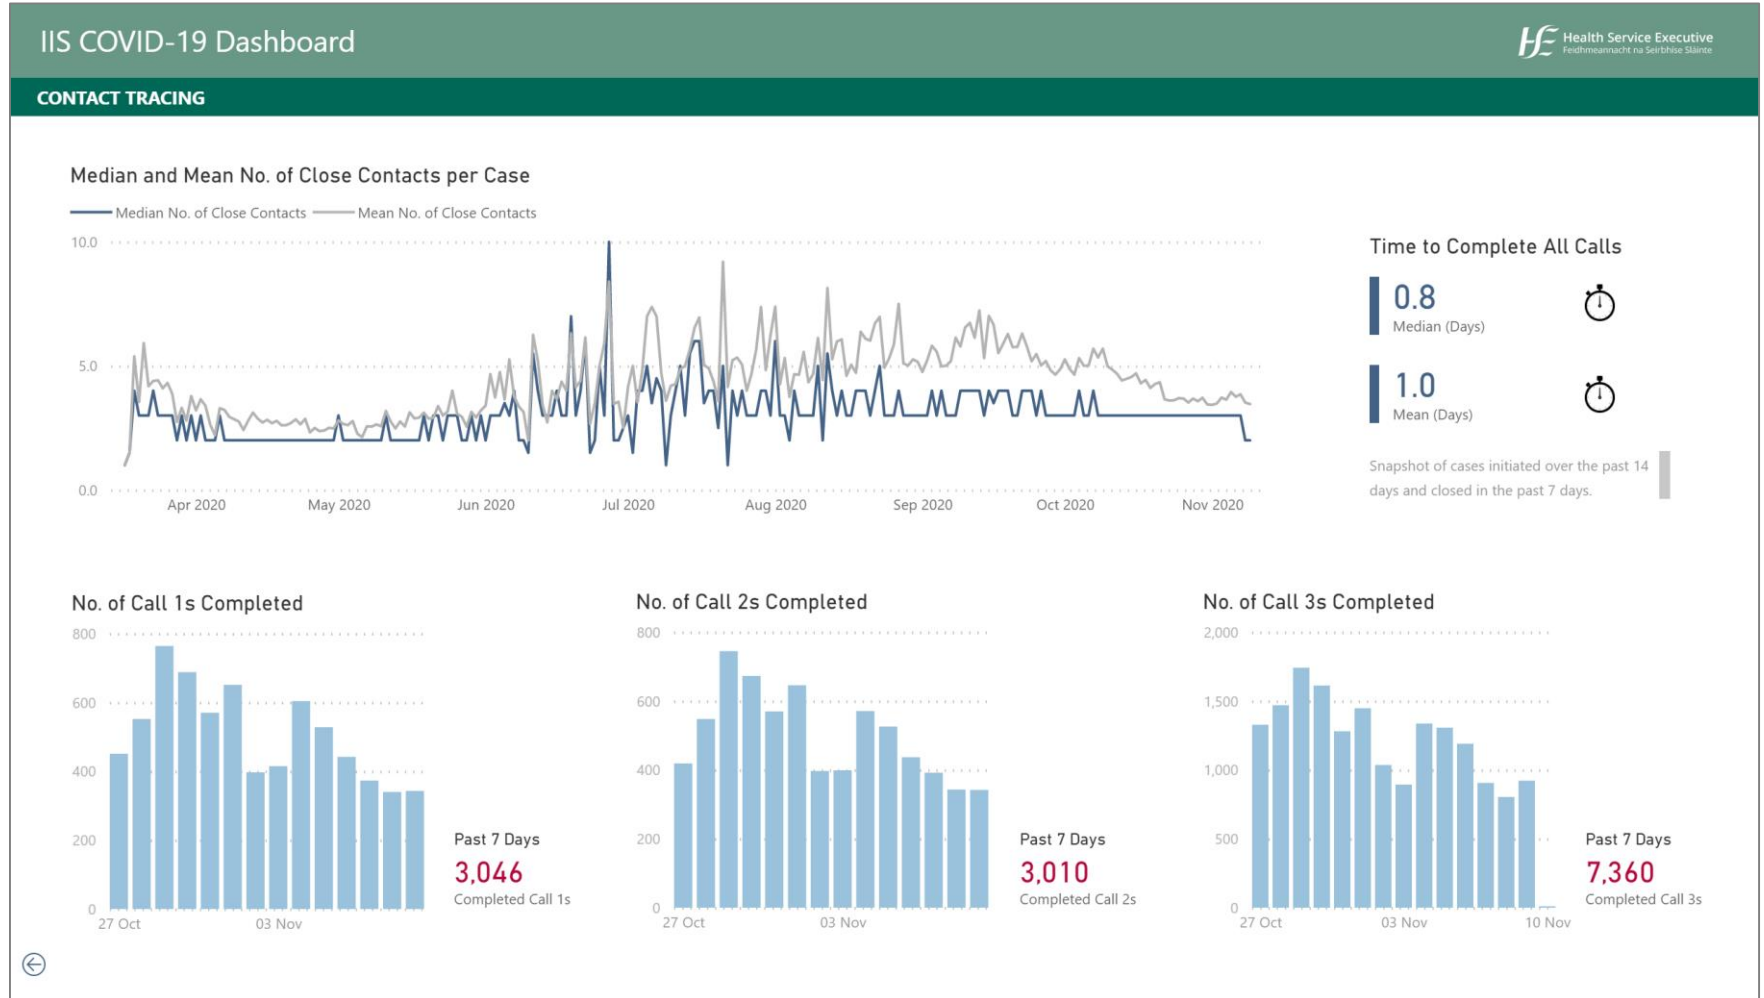 IIS COVID-19 Dashboard
Health Service Executive
Feidhmeannacht na Seirbhíse Sláinte
CONTACT TRACING
Median and Mean No. of Close Contacts per Case
Median No. of Close Contacts
Mean No. of Close Contacts
10.0
5.0
0.0
Apr 2020
May 2020
Jun 2020
Jul 2020
Aug 2020
Sep 2020
Oct 2020
Nov 2020
Time to Complete All Calls
0.8
Median (Days)
1.0
Mean (Days)
Snapshot of cases initiated over the past 14
days and closed in the past 7 days.
No. of Call 1s Completed
800
600
400
200
0
27 Oct
03 Nov
Past 7 Days
3,046
Completed Call 1s
No. of Call 2s Completed
800
600
400
200
0
27 Oct
03 Nov
Past 7 Days
3,010
Completed Call 2s
No. of Call 3s Completed
2,000
1,500
1,000
500
0
27 Oct
03 Nov
10 Nov
Past 7 Days
7,360
Completed Call 3s